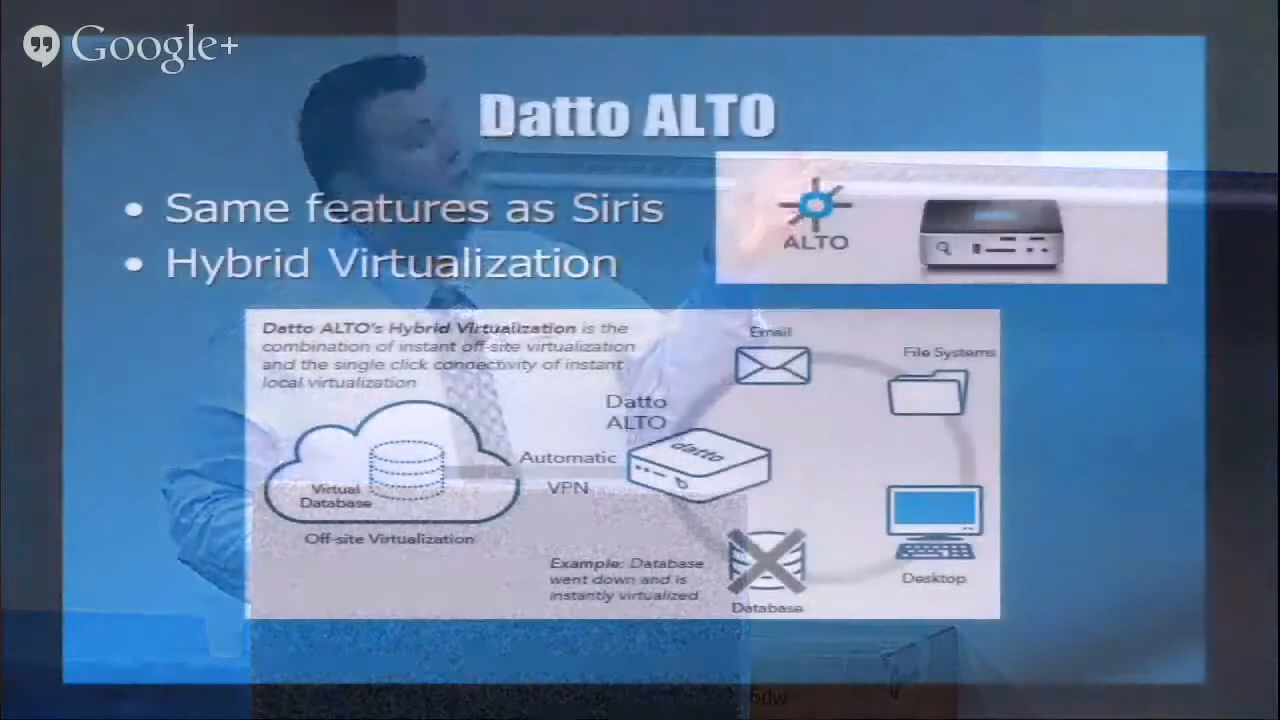 Google+
Datto ALTO
• Same features as Siris
• Hybrid Virtualization
ALTO
Datto ALTO's Hybrid Virtualization is the
combination of instant off-site virtualization
and the single click connectivity of instant
local virtualization
Email
File Systems
Datto
ALTO
datto
Automatic
VPN
Virtual
Database
Off-site Virtualization
Example: Database
went down and is
instantly virtualized
Database
Desktop